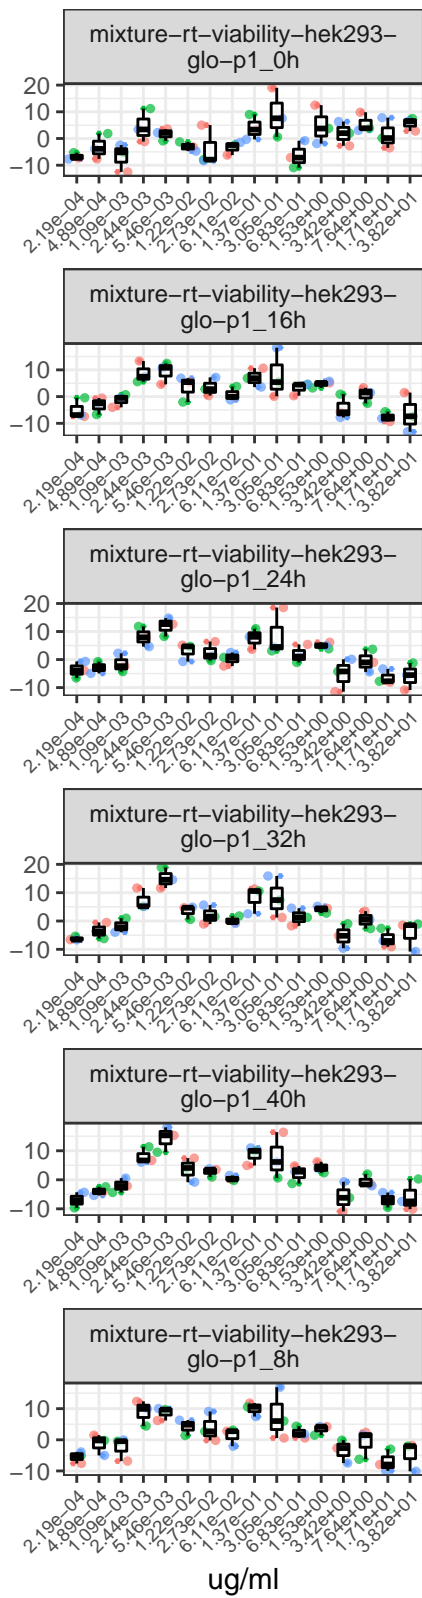 mixture−rt−viability−hek293−
glo−p1_0h
20
10
0
−10
2.19e−04
4.89e−04
1.09e−03
2.44e−03
5.46e−03
1.22e−02
2.73e−02
6.11e−02
1.37e−01
3.05e−01
6.83e−01
1.53e+00
3.42e+00
7.64e+00
1.71e+01
3.82e+01
mixture−rt−viability−hek293−
glo−p1_16h
10
0
−10
2.19e−04
4.89e−04
1.09e−03
2.44e−03
5.46e−03
1.22e−02
2.73e−02
6.11e−02
1.37e−01
3.05e−01
6.83e−01
1.53e+00
3.42e+00
7.64e+00
1.71e+01
3.82e+01
mixture−rt−viability−hek293−
glo−p1_24h
20
10
0
−10
2.19e−04
4.89e−04
1.09e−03
2.44e−03
5.46e−03
1.22e−02
2.73e−02
6.11e−02
1.37e−01
3.05e−01
6.83e−01
1.53e+00
3.42e+00
7.64e+00
1.71e+01
3.82e+01
mixture−rt−viability−hek293−
glo−p1_32h
20
10
0
−10
2.19e−04
4.89e−04
1.09e−03
2.44e−03
5.46e−03
1.22e−02
2.73e−02
6.11e−02
1.37e−01
3.05e−01
6.83e−01
1.53e+00
3.42e+00
7.64e+00
1.71e+01
3.82e+01
mixture−rt−viability−hek293−
glo−p1_40h
10
0
−10
2.19e−04
4.89e−04
1.09e−03
2.44e−03
5.46e−03
1.22e−02
2.73e−02
6.11e−02
1.37e−01
3.05e−01
6.83e−01
1.53e+00
3.42e+00
7.64e+00
1.71e+01
3.82e+01
mixture−rt−viability−hek293−
glo−p1_8h
10
0
−10
2.19e−04
4.89e−04
1.09e−03
2.44e−03
5.46e−03
1.22e−02
2.73e−02
6.11e−02
1.37e−01
3.05e−01
6.83e−01
1.53e+00
3.42e+00
7.64e+00
1.71e+01
3.82e+01
ug/ml